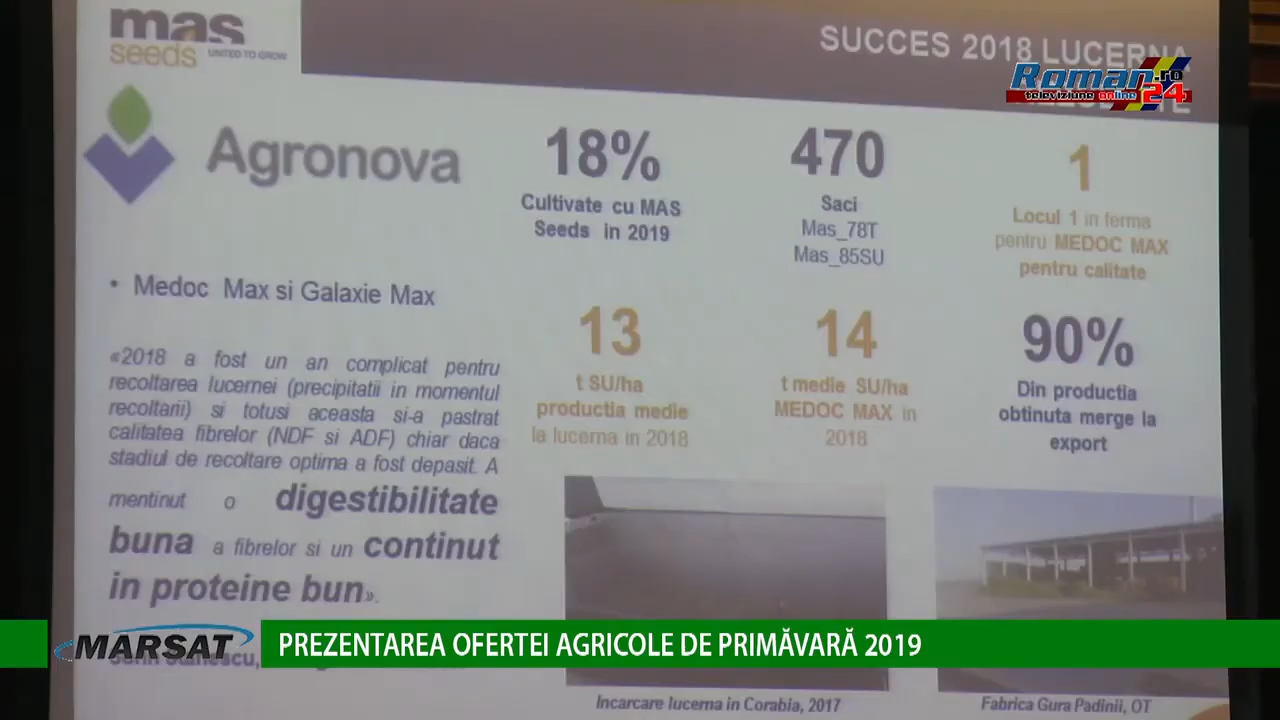 mas
seeds UNITED TO GROW
SUCCES 2018 LUCERNA
Roman24.ro
televiziune online
Agronova
18%
Cultivate cu MAS
Seeds in 2019
470
Saci
Mas_78T
Mas_85SU
1
Locul 1 in ferma
pentru MEDOC MAX
pentru calitate
• Medoc Max si Galaxie Max
13
t SU/ha
productia medie
la lucerna in 2018
14
t medie SU/ha
MEDOC MAX in
2018
90%
Din productia
obtinuta merge la
export
«2018 a fost un an complicat pentru
recoltarea lucernei (precipitatii in momentul
recoltarii) si totusi aceasta si-a pastrat
calitatea fibrelor (NDF si ADF) chiar daca
stadiul de recoltare optima a fost depasit. A
mentinut o digestibilitate
buna a fibrelor si un continut
in proteine bun».
MARSAT
PREZENTAREA OFERTEI AGRICOLE DE PRIMĂVARĂ 2019
Incarcare lucerna in Corabia, 2017
Fabrica Gura Padinii, OT